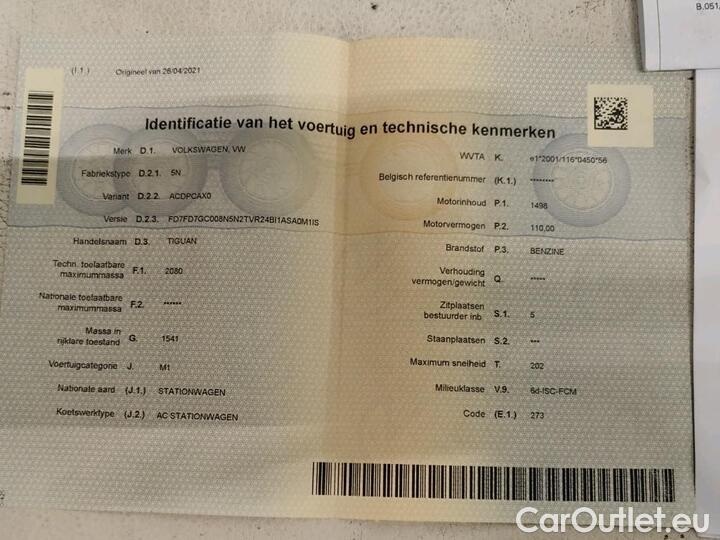 B.051
(I.1.) Origineel van 26/04/2021
Identificatie van het voertuig en technische kenmerken
Merk D.1. VOLKSWAGEN, VW
Fabriekstype D.2.1. 5N
Variant D.2.2. ACDPCAX0
Versie D.2.3. FD7FD7GC008N5N2TVR24BI1ASA0M1IS
Handelsnaam D.3. TIGUAN
Techn. toelaatbare
maximummassa F.1. 2080
Nationale toelaatbare
maximummassa F.2. ******
Massa in
rijklare toestand G. 1541
Voertuigcategorie J. M1
Nationale aard (J.1.) STATIONWAGEN
Koetswerktype (J.2.) AC STATIONWAGEN
WVTA K. e1*2001/116*0450*56
Belgisch referentienummer (K.1.) ********
Motorinhoud P.1. 1498
Motorvermogen P.2. 110,00
Brandstof P.3. BENZINE
Verhouding
vermogen/gewicht Q. *****
Zitplaatsen
bestuurder inb. S.1. 5
Staanplaatsen S.2. ***
Maximum snelheid T. 202
Milieuklasse V.9. 6d-ISC-FCM
Code (E.1.) 273
CarOutlet.eu